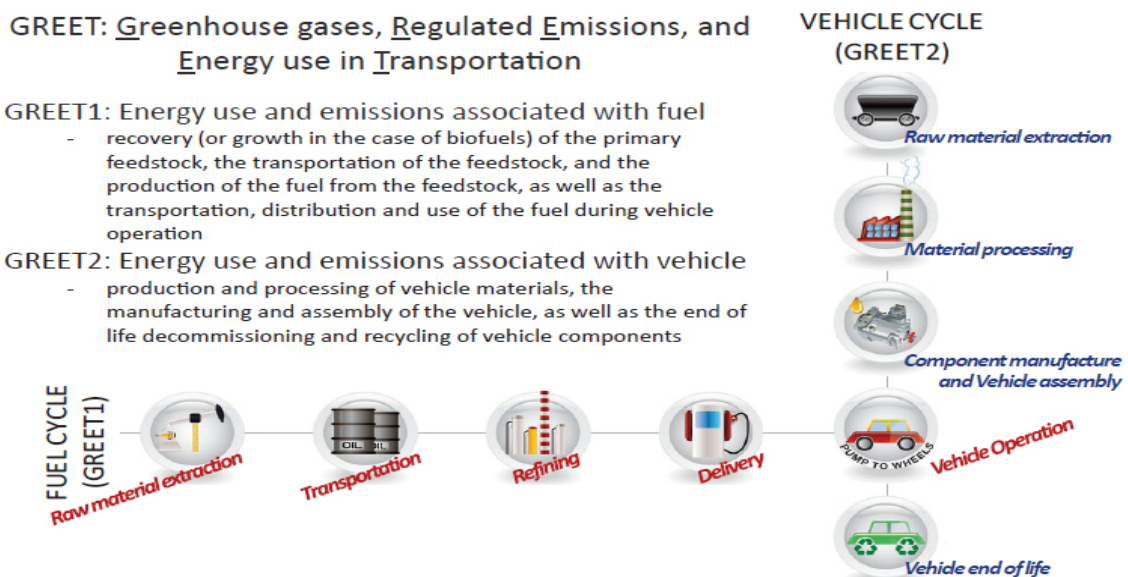 GREET: Greenhouse gases, Regulated Emissions, and
Energy use in Transportation
GREET1: Energy use and emissions associated with fuel
- recovery (or growth in the case of biofuels) of the primary
feedstock, the transportation of the feedstock, and the
production of the fuel from the feedstock, as well as the
transportation, distribution and use of the fuel during vehicle
operation
GREET2: Energy use and emissions associated with vehicle
- production and processing of vehicle materials, the
manufacturing and assembly of the vehicle, as well as the end of
life decommissioning and recycling of vehicle components
VEHICLE CYCLE
(GREET2)
Raw material extraction
Material processing
Component manufacture
and Vehicle assembly
FUEL CYCLE
(GREET1)
Raw material extraction
OIL
OIL
Transportation
Refining
Delivery
PUMP TO WHEELS
Vehicle Operation
Vehicle end of life